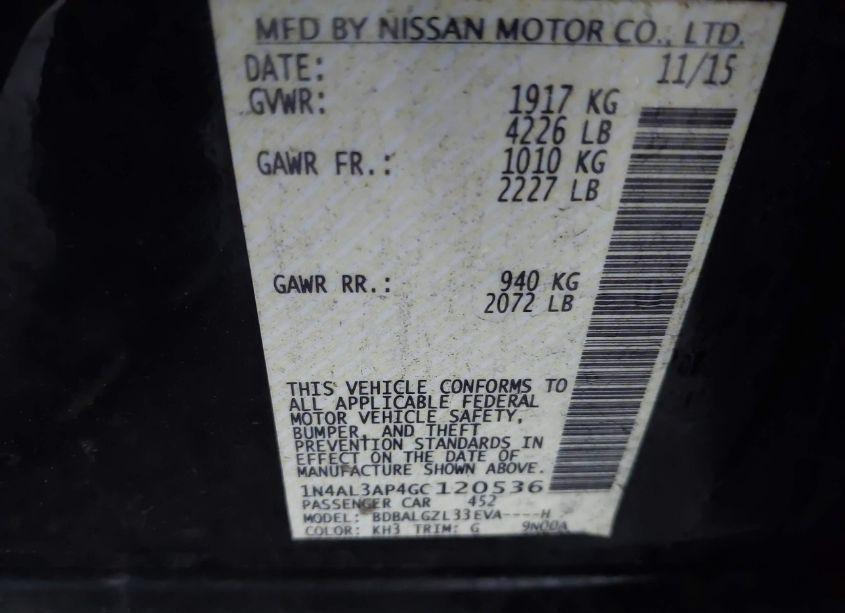 MFD BY NISSAN MOTOR CO., LTD.
DATE: 11/15
GVWR: 1917 KG
4226 LB
GAWR FR.: 1010 KG
2227 LB
GAWR RR.: 940 KG
2072 LB
THIS VEHICLE CONFORMS TO
ALL APPLICABLE FEDERAL
MOTOR VEHICLE SAFETY,
BUMPER, AND THEFT
PREVENTION STANDARDS IN
EFFECT ON THE DATE OF
MANUFACTURE SHOWN ABOVE.
1N4AL3AP4GC120536
PASSENGER CAR 452
MODEL: BDBALGZL33EVA----H
COLOR: KH3 TRIM: G 9N00A